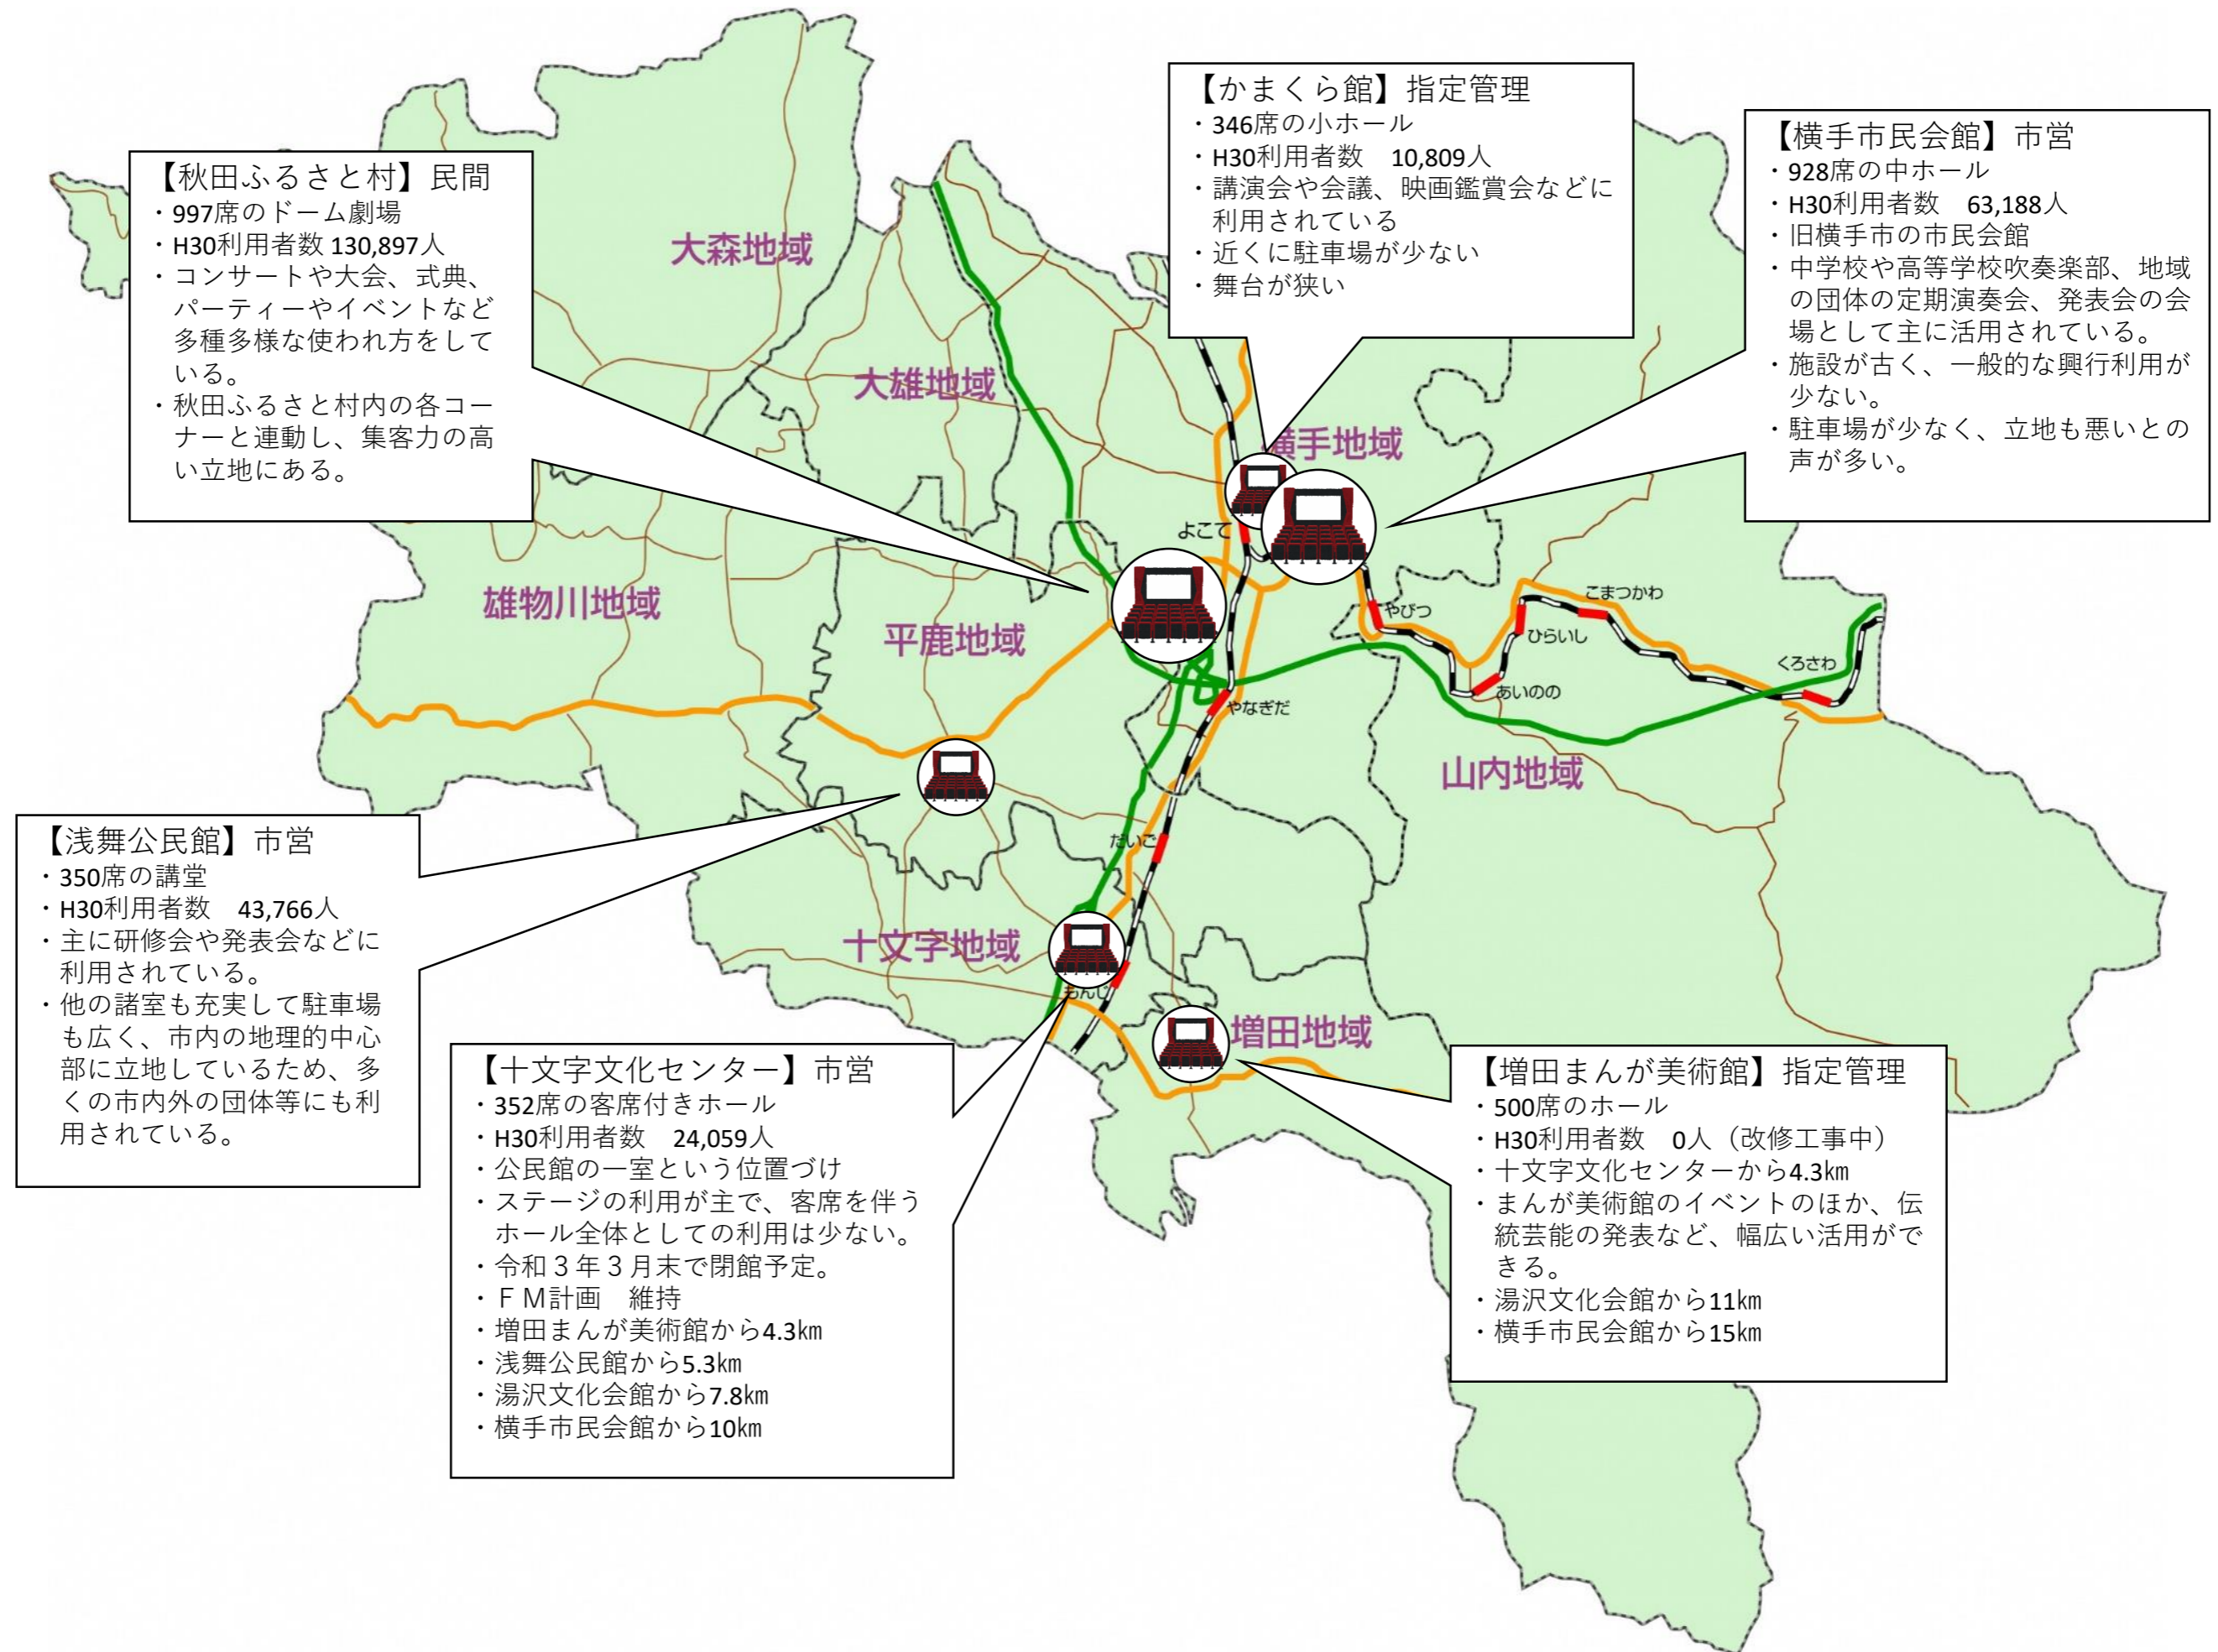 【秋田ふるさと村】民間
・997席のドーム劇場
・H30利用者数 130,897人
・コンサートや大会、式典、
パーティーやイベントなど
多種多様な使われ方をして
いる。
・秋田ふるさと村内の各コー
ナーと連動し、集客力の高
い立地にある。
【かまくら館】指定管理
・346席の小ホール
・H30利用者数　10,809人
・講演会や会議、映画鑑賞会などに
利用されている
・近くに駐車場が少ない
・舞台が狭い
【横手市民会館】市営
・928席の中ホール
・H30利用者数　63,188人
・旧横手市の市民会館
・中学校や高等学校吹奏楽部、地域
の団体の定期演奏会、発表会の会
場として主に活用されている。
・施設が古く、一般的な興行利用が
少ない。
・駐車場が少なく、立地も悪いとの
声が多い。
大森地域
大雄地域
横手地域
よこて
雄物川地域
平鹿地域
やびつ
こまつかわ
ひらいし
くろさわ
あいのの
やなぎだ
山内地域
だいご
十文字地域
もんじ
増田地域
【浅舞公民館】市営
・350席の講堂
・H30利用者数　43,766人
・主に研修会や発表会などに
利用されている。
・他の諸室も充実して駐車場
も広く、市内の地理的中心
部に立地しているため、多
くの市内外の団体等にも利
用されている。
【十文字文化センター】市営
・352席の客席付きホール
・H30利用者数　24,059人
・公民館の一室という位置づけ
・ステージの利用が主で、客席を伴う
ホール全体としての利用は少ない。
・令和３年３月末で閉館予定。
・ＦＭ計画　維持
・増田まんが美術館から4.3㎞
・浅舞公民館から5.3㎞
・湯沢文化会館から7.8㎞
・横手市民会館から10㎞
【増田まんが美術館】指定管理
・500席のホール
・H30利用者数　0人（改修工事中）
・十文字文化センターから4.3㎞
・まんが美術館のイベントのほか、伝
統芸能の発表など、幅広い活用がで
きる。
・湯沢文化会館から11㎞
・横手市民会館から15㎞